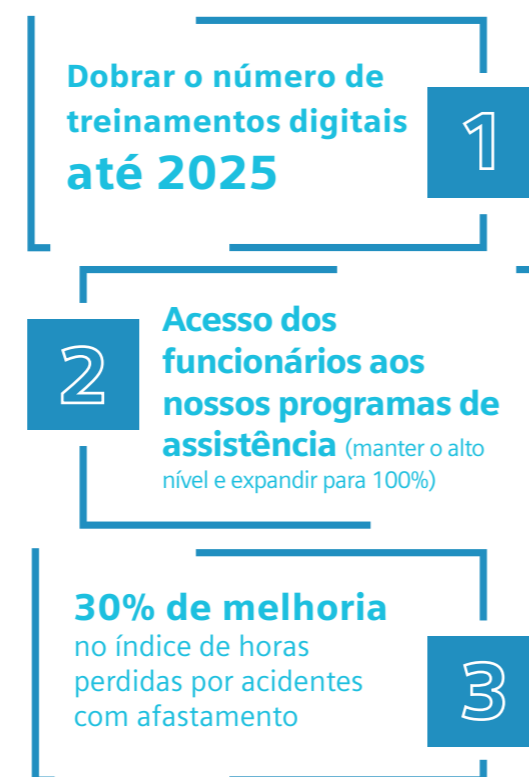 Dobrar o número de
treinamentos digitais
até 2025
1
2
Acesso dos
funcionários aos
nossos programas de
assistência (manter o alto
nível e expandir para 100%)
30% de melhoria
no índice de horas
perdidas por acidentes
com afastamento
3